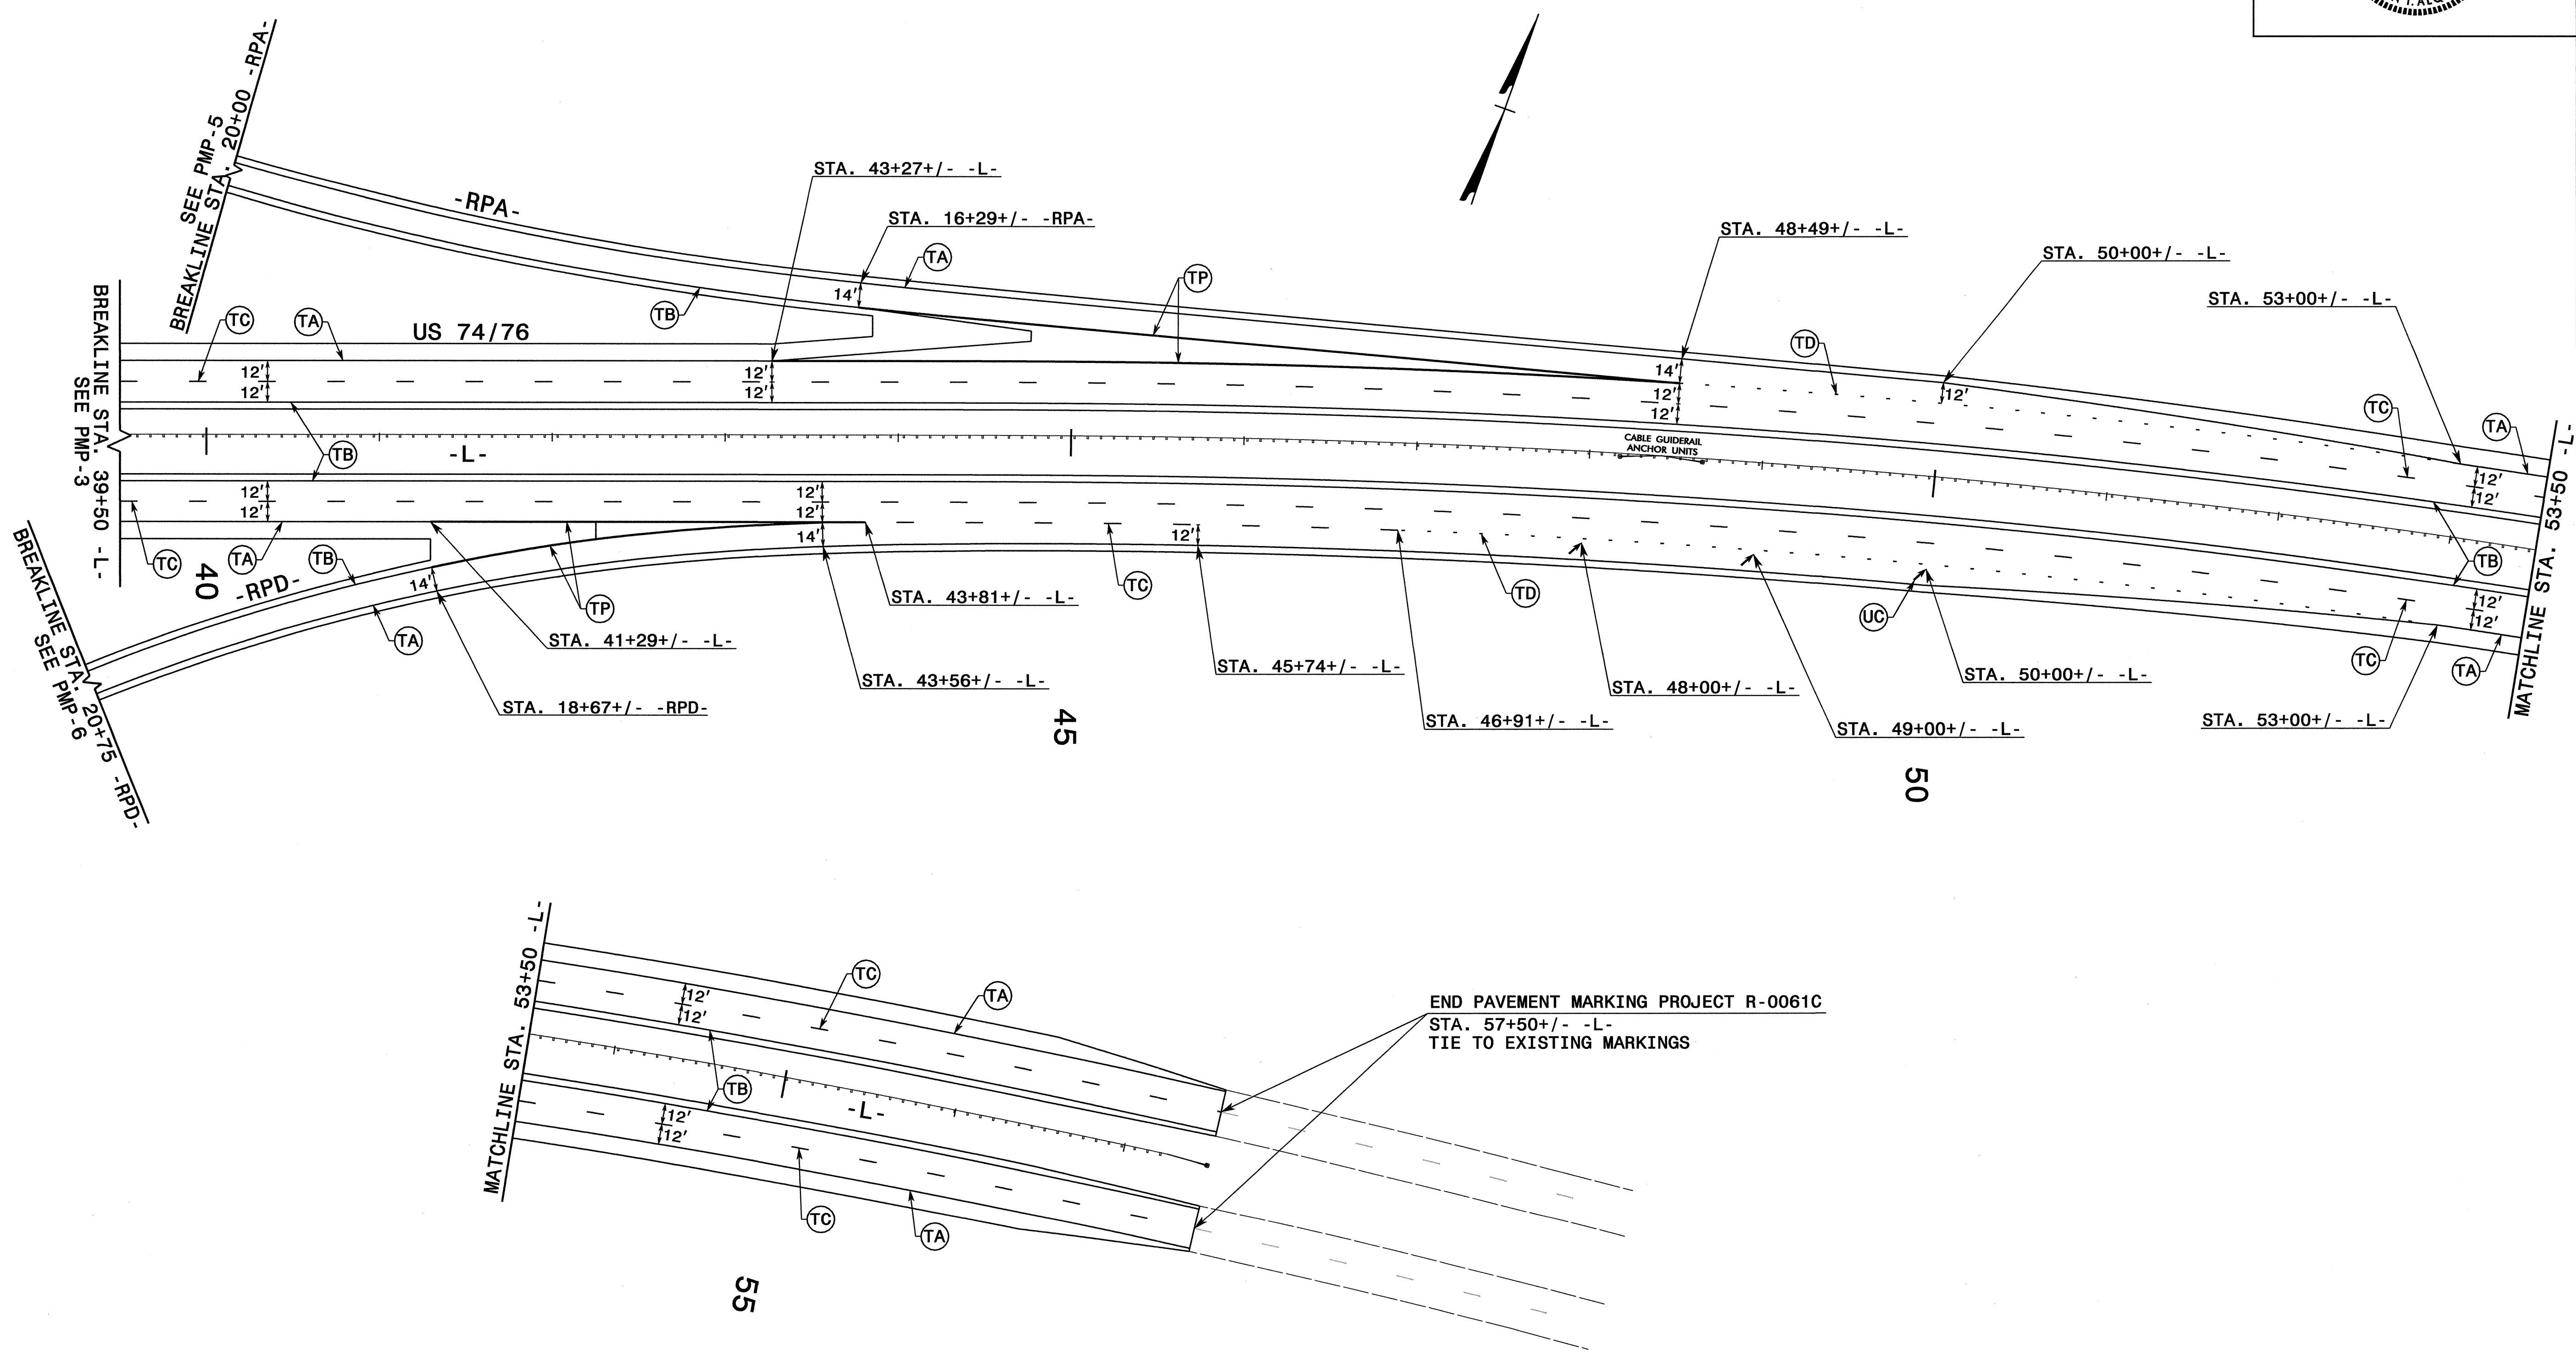 BREAKLINE STA. 20+00 -RPA-
SEE PMP-5
-RPA-
STA. 43+27+/- -L-
STA. 16+29+/- -RPA-
TA
TP
14'
TB
STA. 48+49+/- -L-
STA. 50+00+/- -L-
STA. 53+00+/- -L-
TD
14'
12'
12'
12'
TC
TA
BREAKLINE STA. 39+50 -L-
SEE PMP-3
TC
TA
US 74/76
12'
12'
12'
12'
12'
12'
TB
-L-
CABLE GUIDERAIL
ANCHOR UNITS
12'
12'
12'
12'
14'
12'
TB
12'
12'
MATCHLINE STA. 53+50 -L-
TC
TA
TB
40
-RPD-
14'
TA
TP
BREAKLINE STA. 20+75 -RPD-
SEE PMP-6
STA. 41+29+/- -L-
STA. 18+67+/- -RPD-
STA. 43+81+/- -L-
STA. 43+56+/- -L-
TC
45
STA. 45+74+/- -L-
STA. 46+91+/- -L-
TD
STA. 48+00+/- -L-
STA. 49+00+/- -L-
UC
STA. 50+00+/- -L-
50
STA. 53+00+/- -L-
TC
TA
MATCHLINE STA. 53+50 -L-
12'
12'
TC
TA
TB
-L-
12'
12'
TC
TA
55
END PAVEMENT MARKING PROJECT R-0061C
STA. 57+50+/- -L-
TIE TO EXISTING MARKINGS